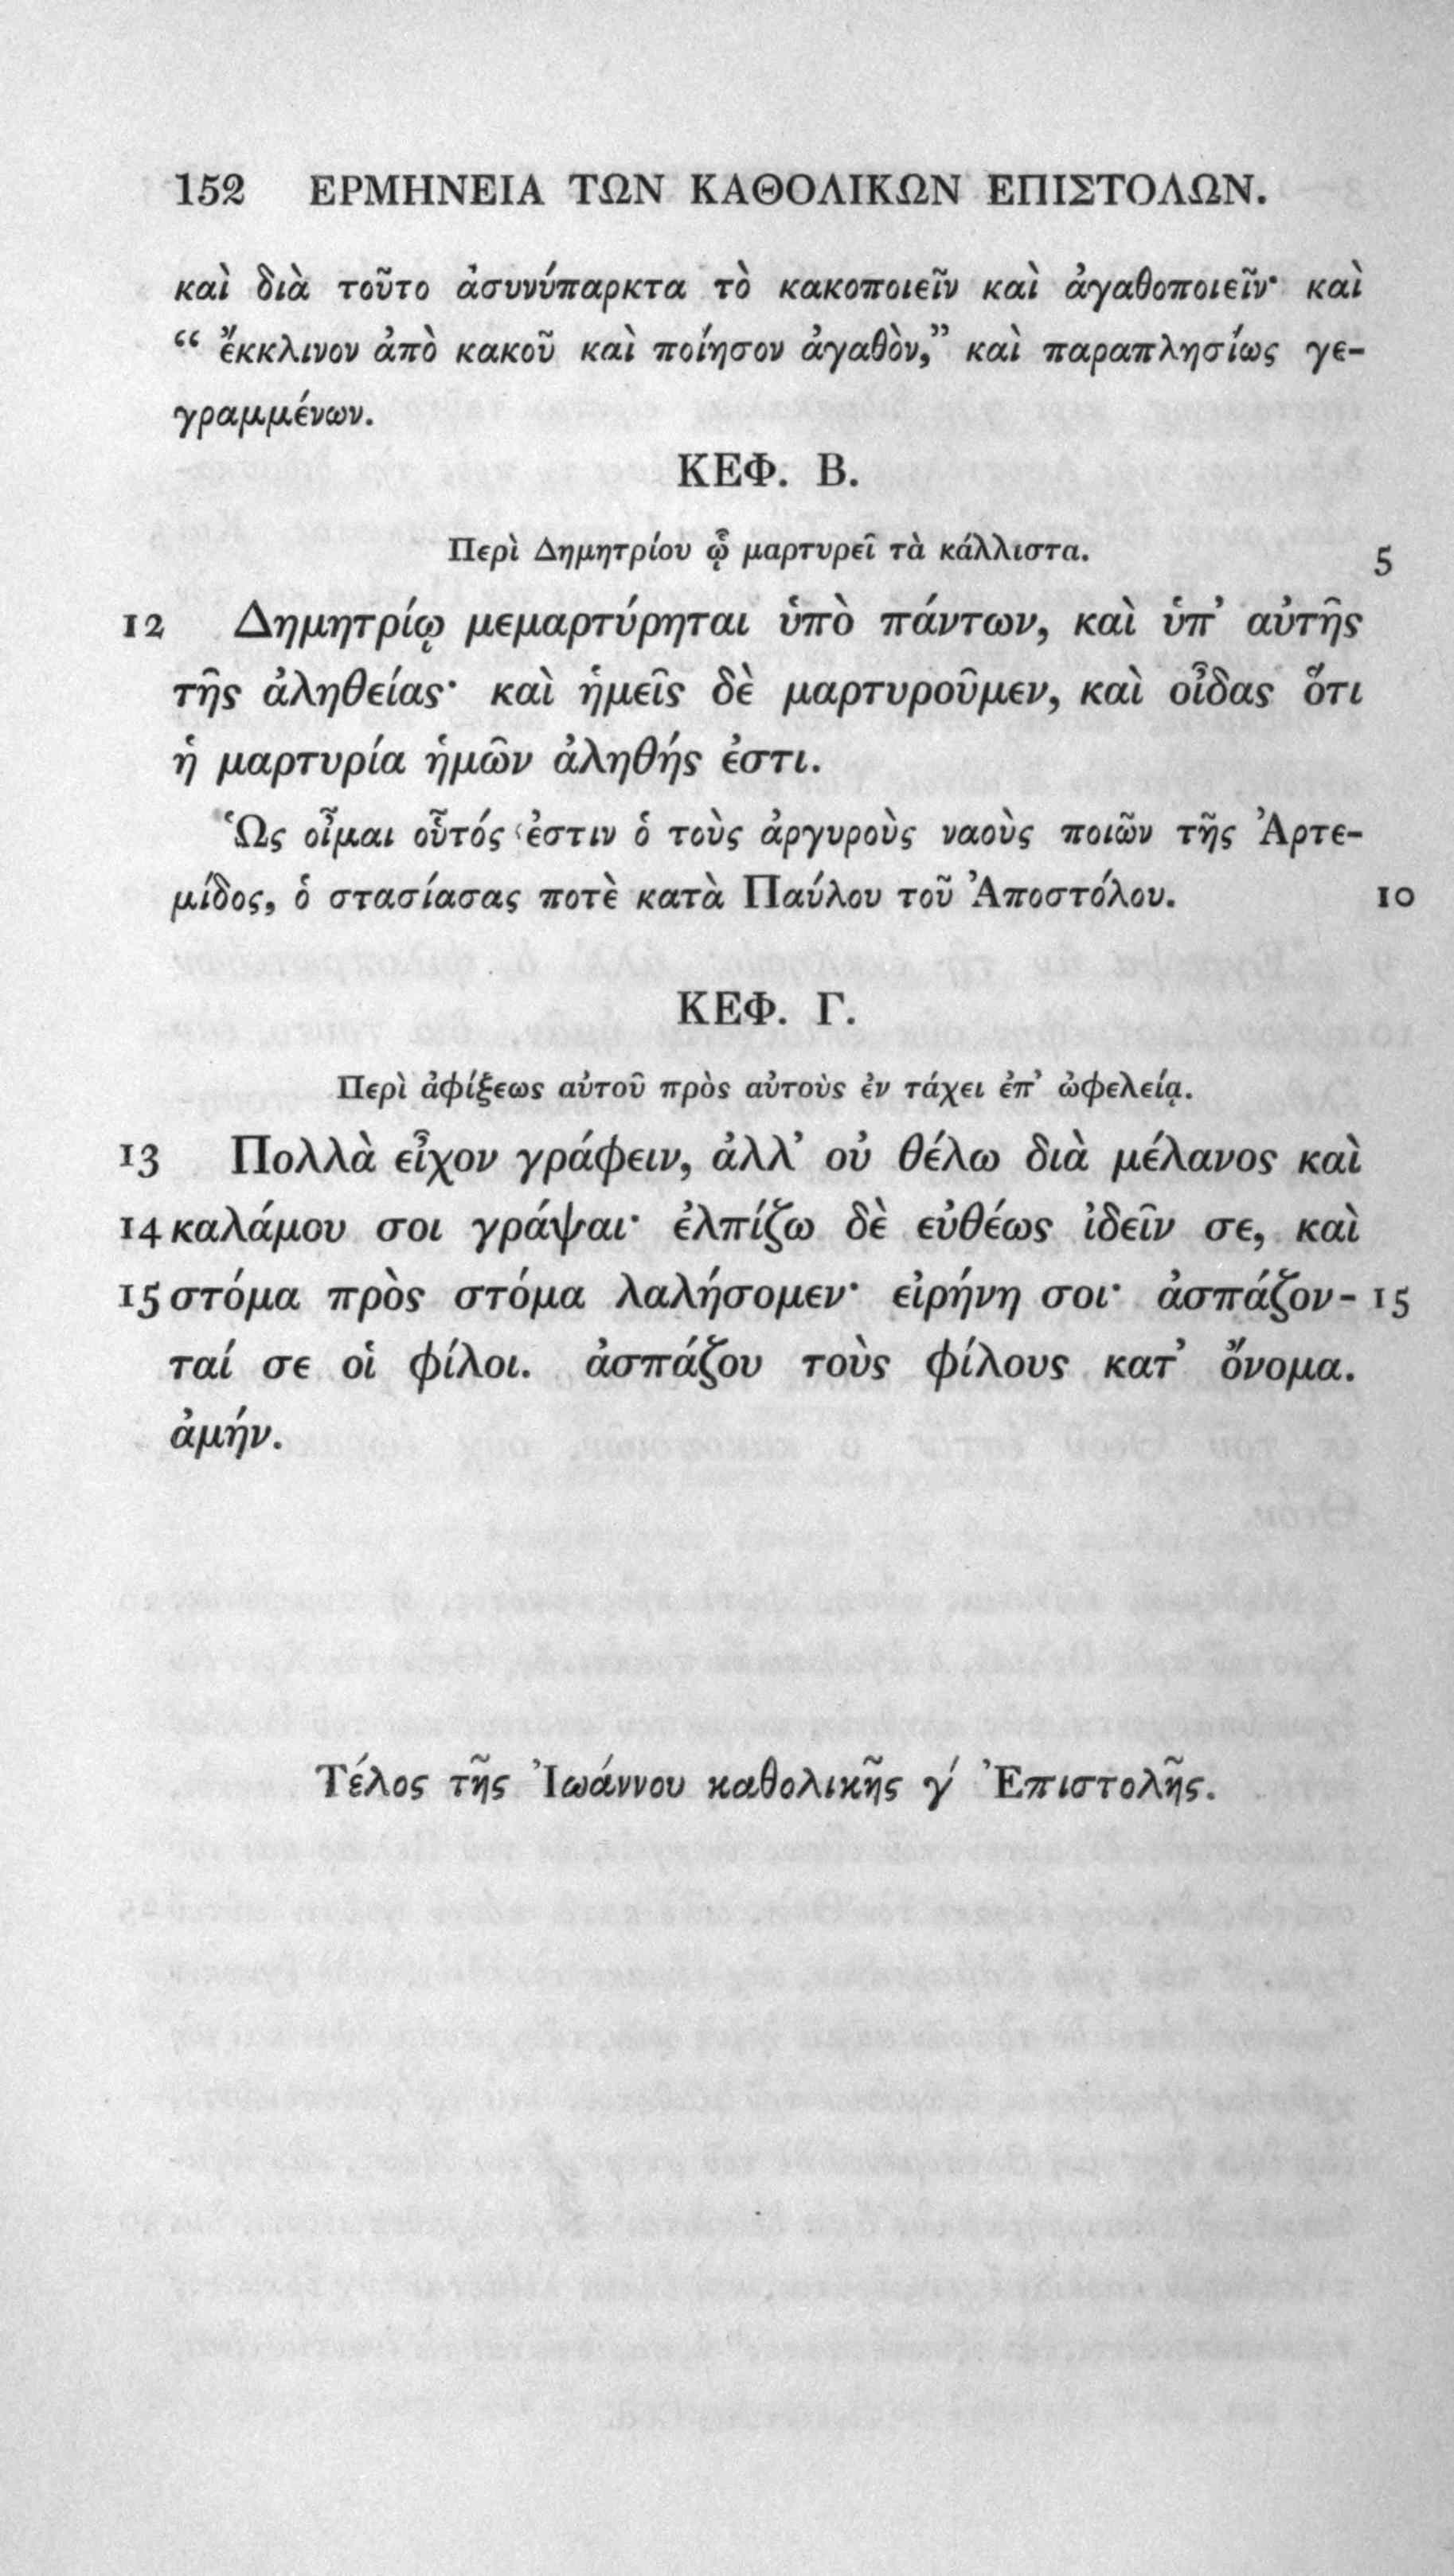 152 ΕΡΜΗΝΕΙΑ ΤΩΝ ΚΑΘΟΛΙΚΩΝ ΕΠΙΣΤΟΛΩΝ.
καὶ διὰ τοῦτο ἀσυνύπαρκτα τὸ κακοποιεῖν καὶ ἀγαθοποιεῖν· καὶ
“ ἔκκλινον ἀπὸ κακοῦ καὶ ποίησον ἀγαθὸν,” καὶ παραπλησίως γε-
γραμμένων.
ΚΕΦ. Β.
Περὶ Δημητρίου ᾧ μαρτυρεῖ τὰ κάλλιστα. 5
12 Δημητρίῳ μεμαρτύρηται ὑπὸ πάντων, καὶ ὑπ’ αὐτῆς
τῆς ἀληθείας· καὶ ἡμεῖς δὲ μαρτυροῦμεν, καὶ οἶδας ὅτι
ἡ μαρτυρία ἡμῶν ἀληθής ἐστι.
Ὡς οἶμαι οὗτός ἐστιν ὁ τοὺς ἀργυροὺς ναοὺς ποιῶν τῆς Ἀρτε-
μίδος, ὁ στασίασας ποτὲ κατὰ Παύλου τοῦ Ἀποστόλου. 10
ΚΕΦ. Γ.
Περὶ ἀφίξεως αὐτοῦ πρὸς αὐτοὺς ἐν τάχει ἐπ’ ὠφελείᾳ.
13 Πολλὰ εἶχον γράφειν, ἀλλ’ οὐ θέλω διὰ μέλανος καὶ
14 καλάμου σοι γράψαι· ἐλπίζω δὲ εὐθέως ἰδεῖν σε, καὶ
15 στόμα πρὸς στόμα λαλήσομεν· εἰρήνη σοι· ἀσπάζον- 15
ταί σε οἱ φίλοι. ἀσπάζου τοὺς φίλους κατ’ ὄνομα.
ἀμήν.
Τέλος τῆς Ἰωάννου καθολικῆς γ΄ Ἐπιστολῆς.